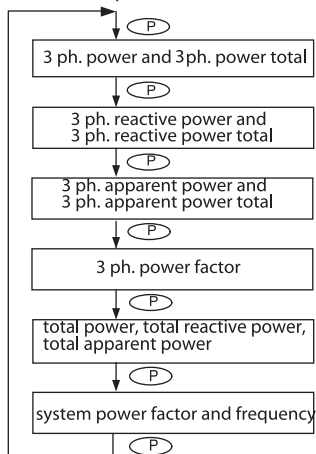 P
3 ph. power and 3ph. power total
P
3 ph. reactive power and
3 ph. reactive power total
P
3 ph. apparent power and
3 ph. apparent power total
P
3 ph. power factor
P
total power, total reactive power,
total apparent power
P
system power factor and frequency
P